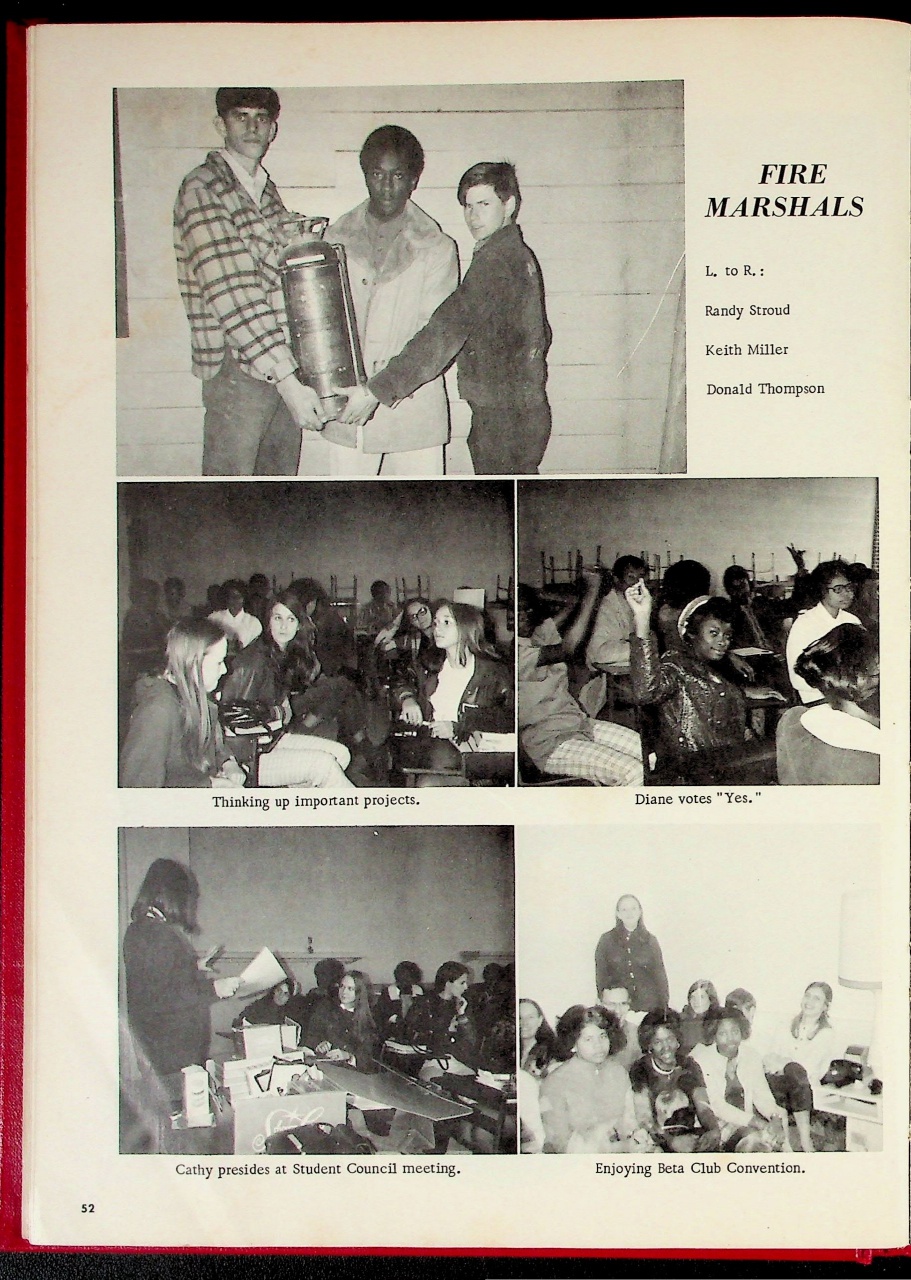 FIRE
MARSHALS
L. to R.:
Randy Stroud
Keith Miller
Donald Thompson
Thinking up important projects.
Diane votes "Yes."
Cathy presides at Student Council meeting.
Enjoying Beta Club Convention.
52